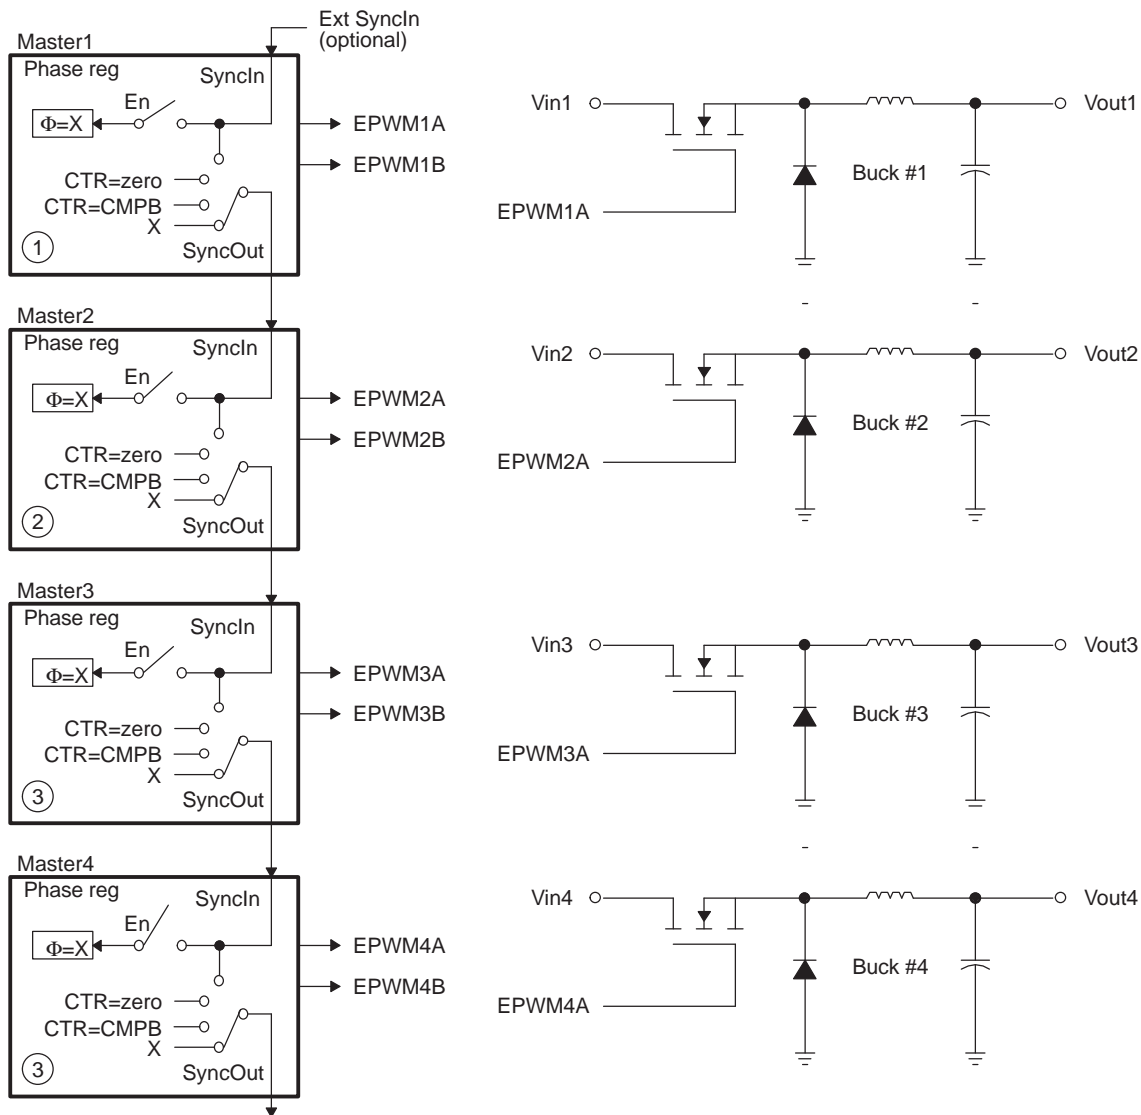 Ext SyncIn
(optional)
Master1
Phase reg
SyncIn
En
Φ=X
EPWM1A
EPWM1B
CTR=zero
CTR=CMPB
X
1
SyncOut
Vin1
Vout1
Buck #1
EPWM1A
Master2
Phase reg
SyncIn
En
Φ=X
EPWM2A
EPWM2B
CTR=zero
CTR=CMPB
X
2
SyncOut
Vin2
Vout2
Buck #2
EPWM2A
Master3
Phase reg
SyncIn
En
Φ=X
EPWM3A
EPWM3B
CTR=zero
CTR=CMPB
X
3
SyncOut
Vin3
Vout3
Buck #3
EPWM3A
Master4
Phase reg
SyncIn
En
Φ=X
EPWM4A
EPWM4B
CTR=zero
CTR=CMPB
X
3
SyncOut
Vin4
Vout4
Buck #4
EPWM4A